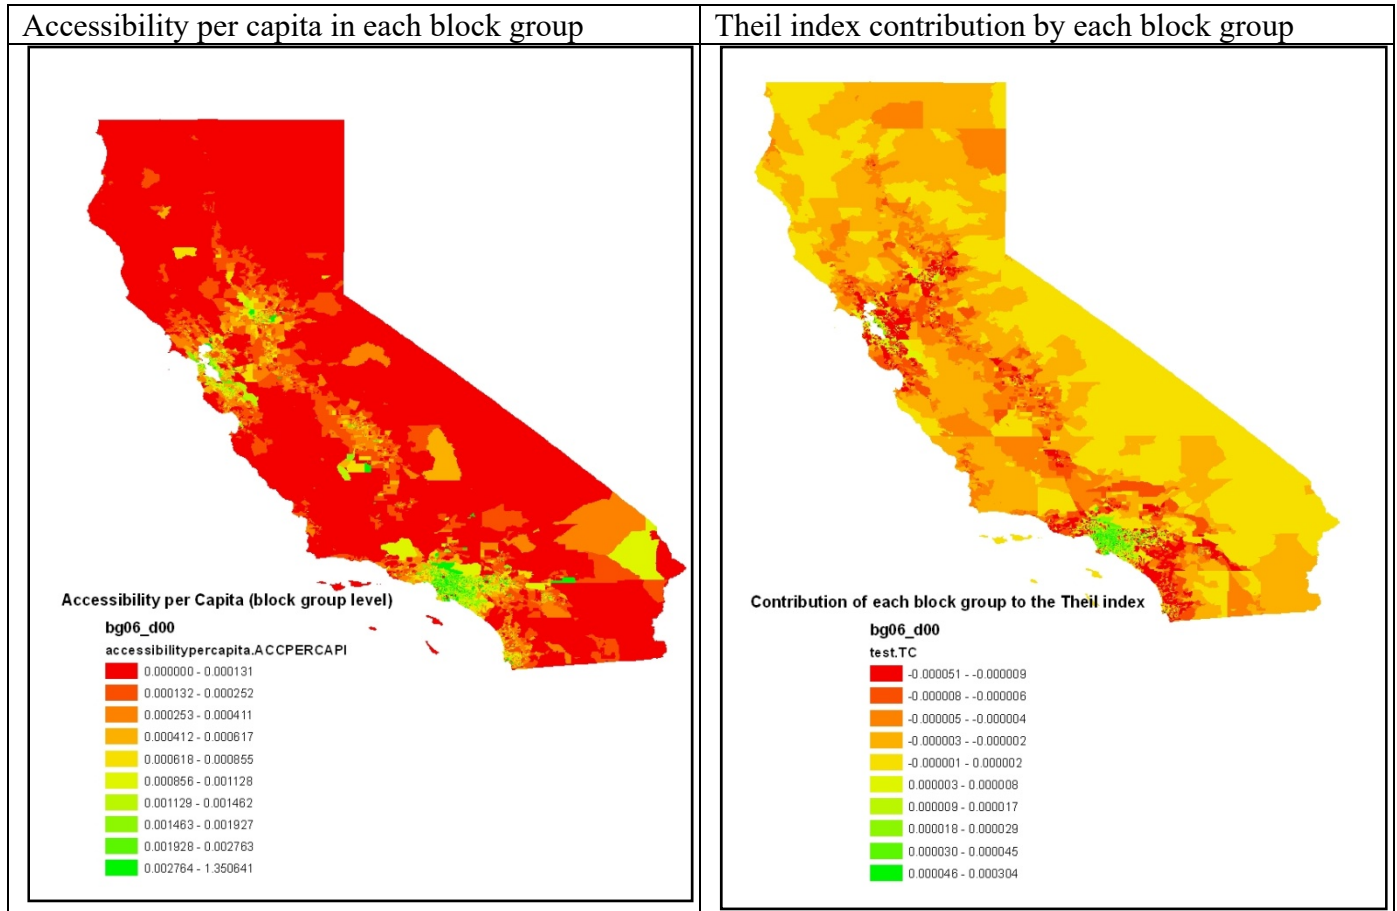 Accessibility per capita in each block group
Theil index contribution by each block group
Accessibility per Capita (block group level)
bg06_d00
accessibilitypercapita.ACCPERCAPI
0.000000 - 0.000131
0.000132 - 0.000252
0.000253 - 0.000411
0.000412 - 0.000617
0.000618 - 0.000855
0.000856 - 0.001128
0.001129 - 0.001462
0.001463 - 0.001927
0.001928 - 0.002763
0.002764 - 1.350641
Contribution of each block group to the Theil index
bg06_d00
test.TC
-0.000051 - -0.000009
-0.000008 - -0.000006
-0.000005 - -0.000004
-0.000003 - -0.000002
-0.000001 - 0.000002
0.000003 - 0.000008
0.000009 - 0.000017
0.000018 - 0.000029
0.000030 - 0.000045
0.000046 - 0.000304